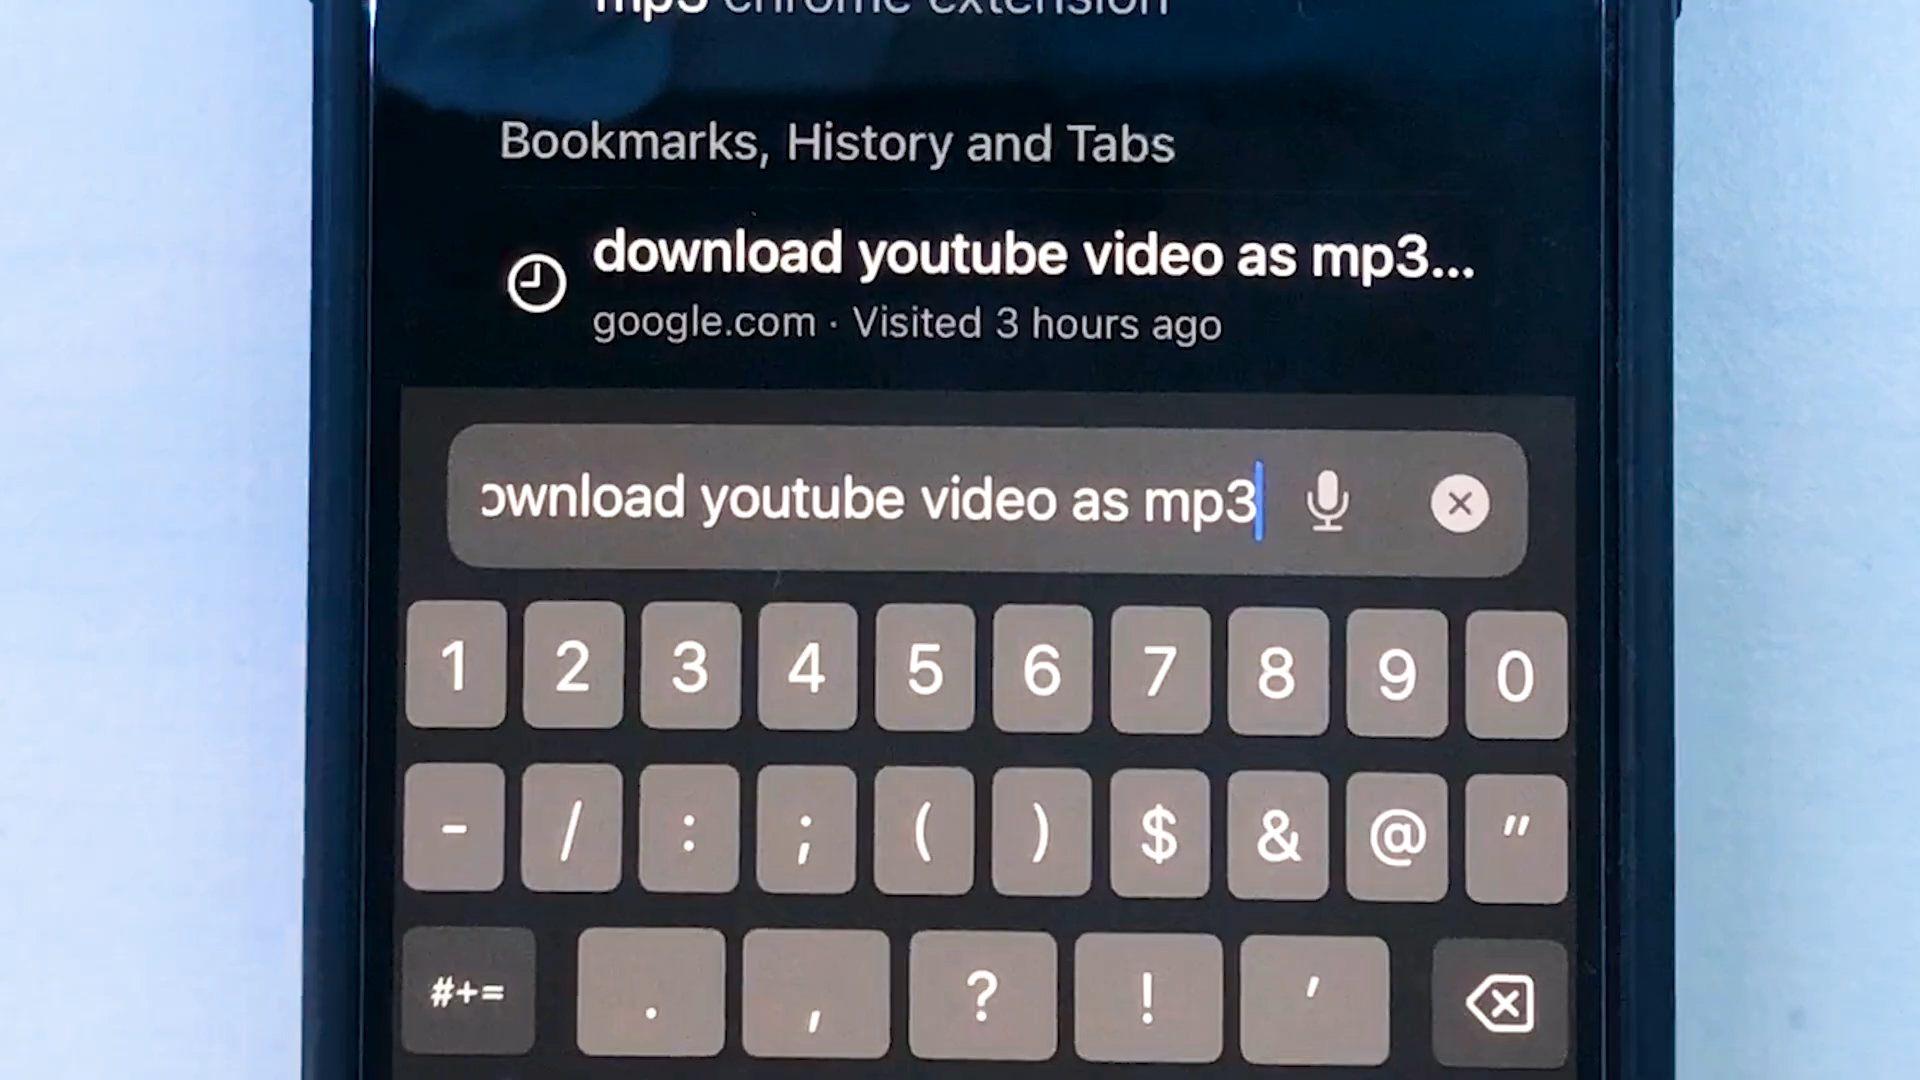 mp3 chrome extension
Bookmarks, History and Tabs
download youtube video as mp3...
google.com · Visited 3 hours ago
ownload youtube video as mp3
1 2 3 4 5 6 7 8 9 0
- / : ; ( ) $ & @ "
#+= . , ? ! '